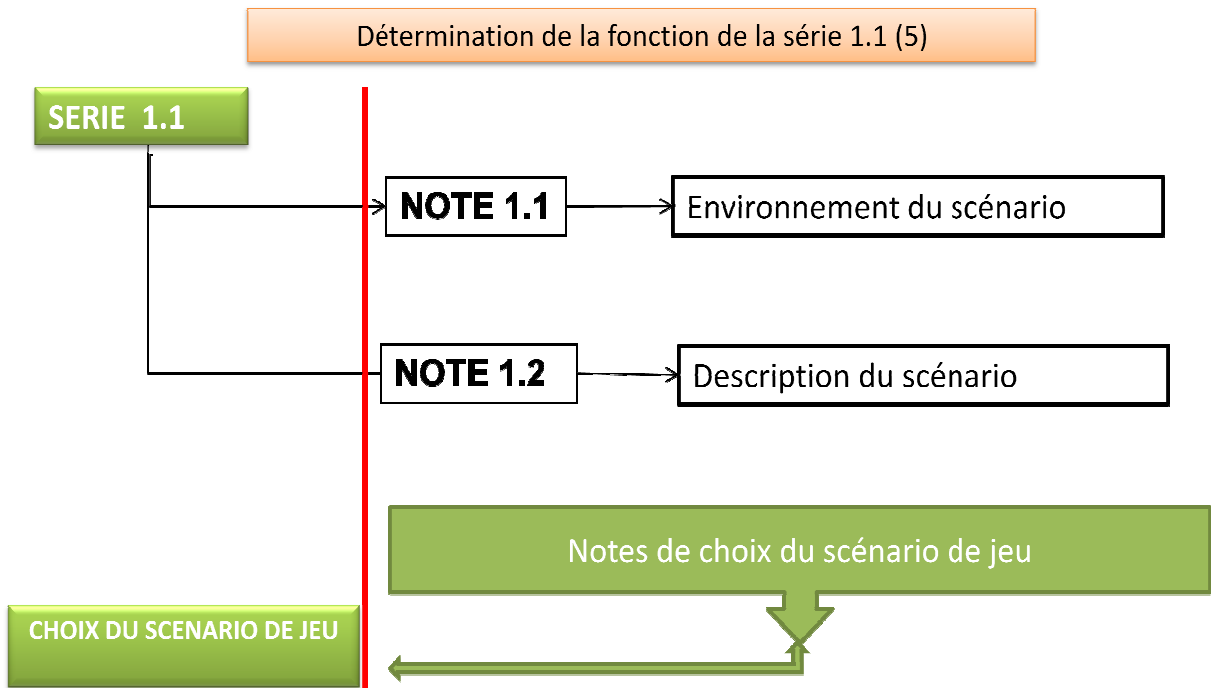 Détermination de la fonction de la série 1.1 (5)
SERIE 1.1
NOTE 1.1
Environnement du scénario
NOTE 1.2
Description du scénario
Notes de choix du scénario de jeu
CHOIX DU SCENARIO DE JEU